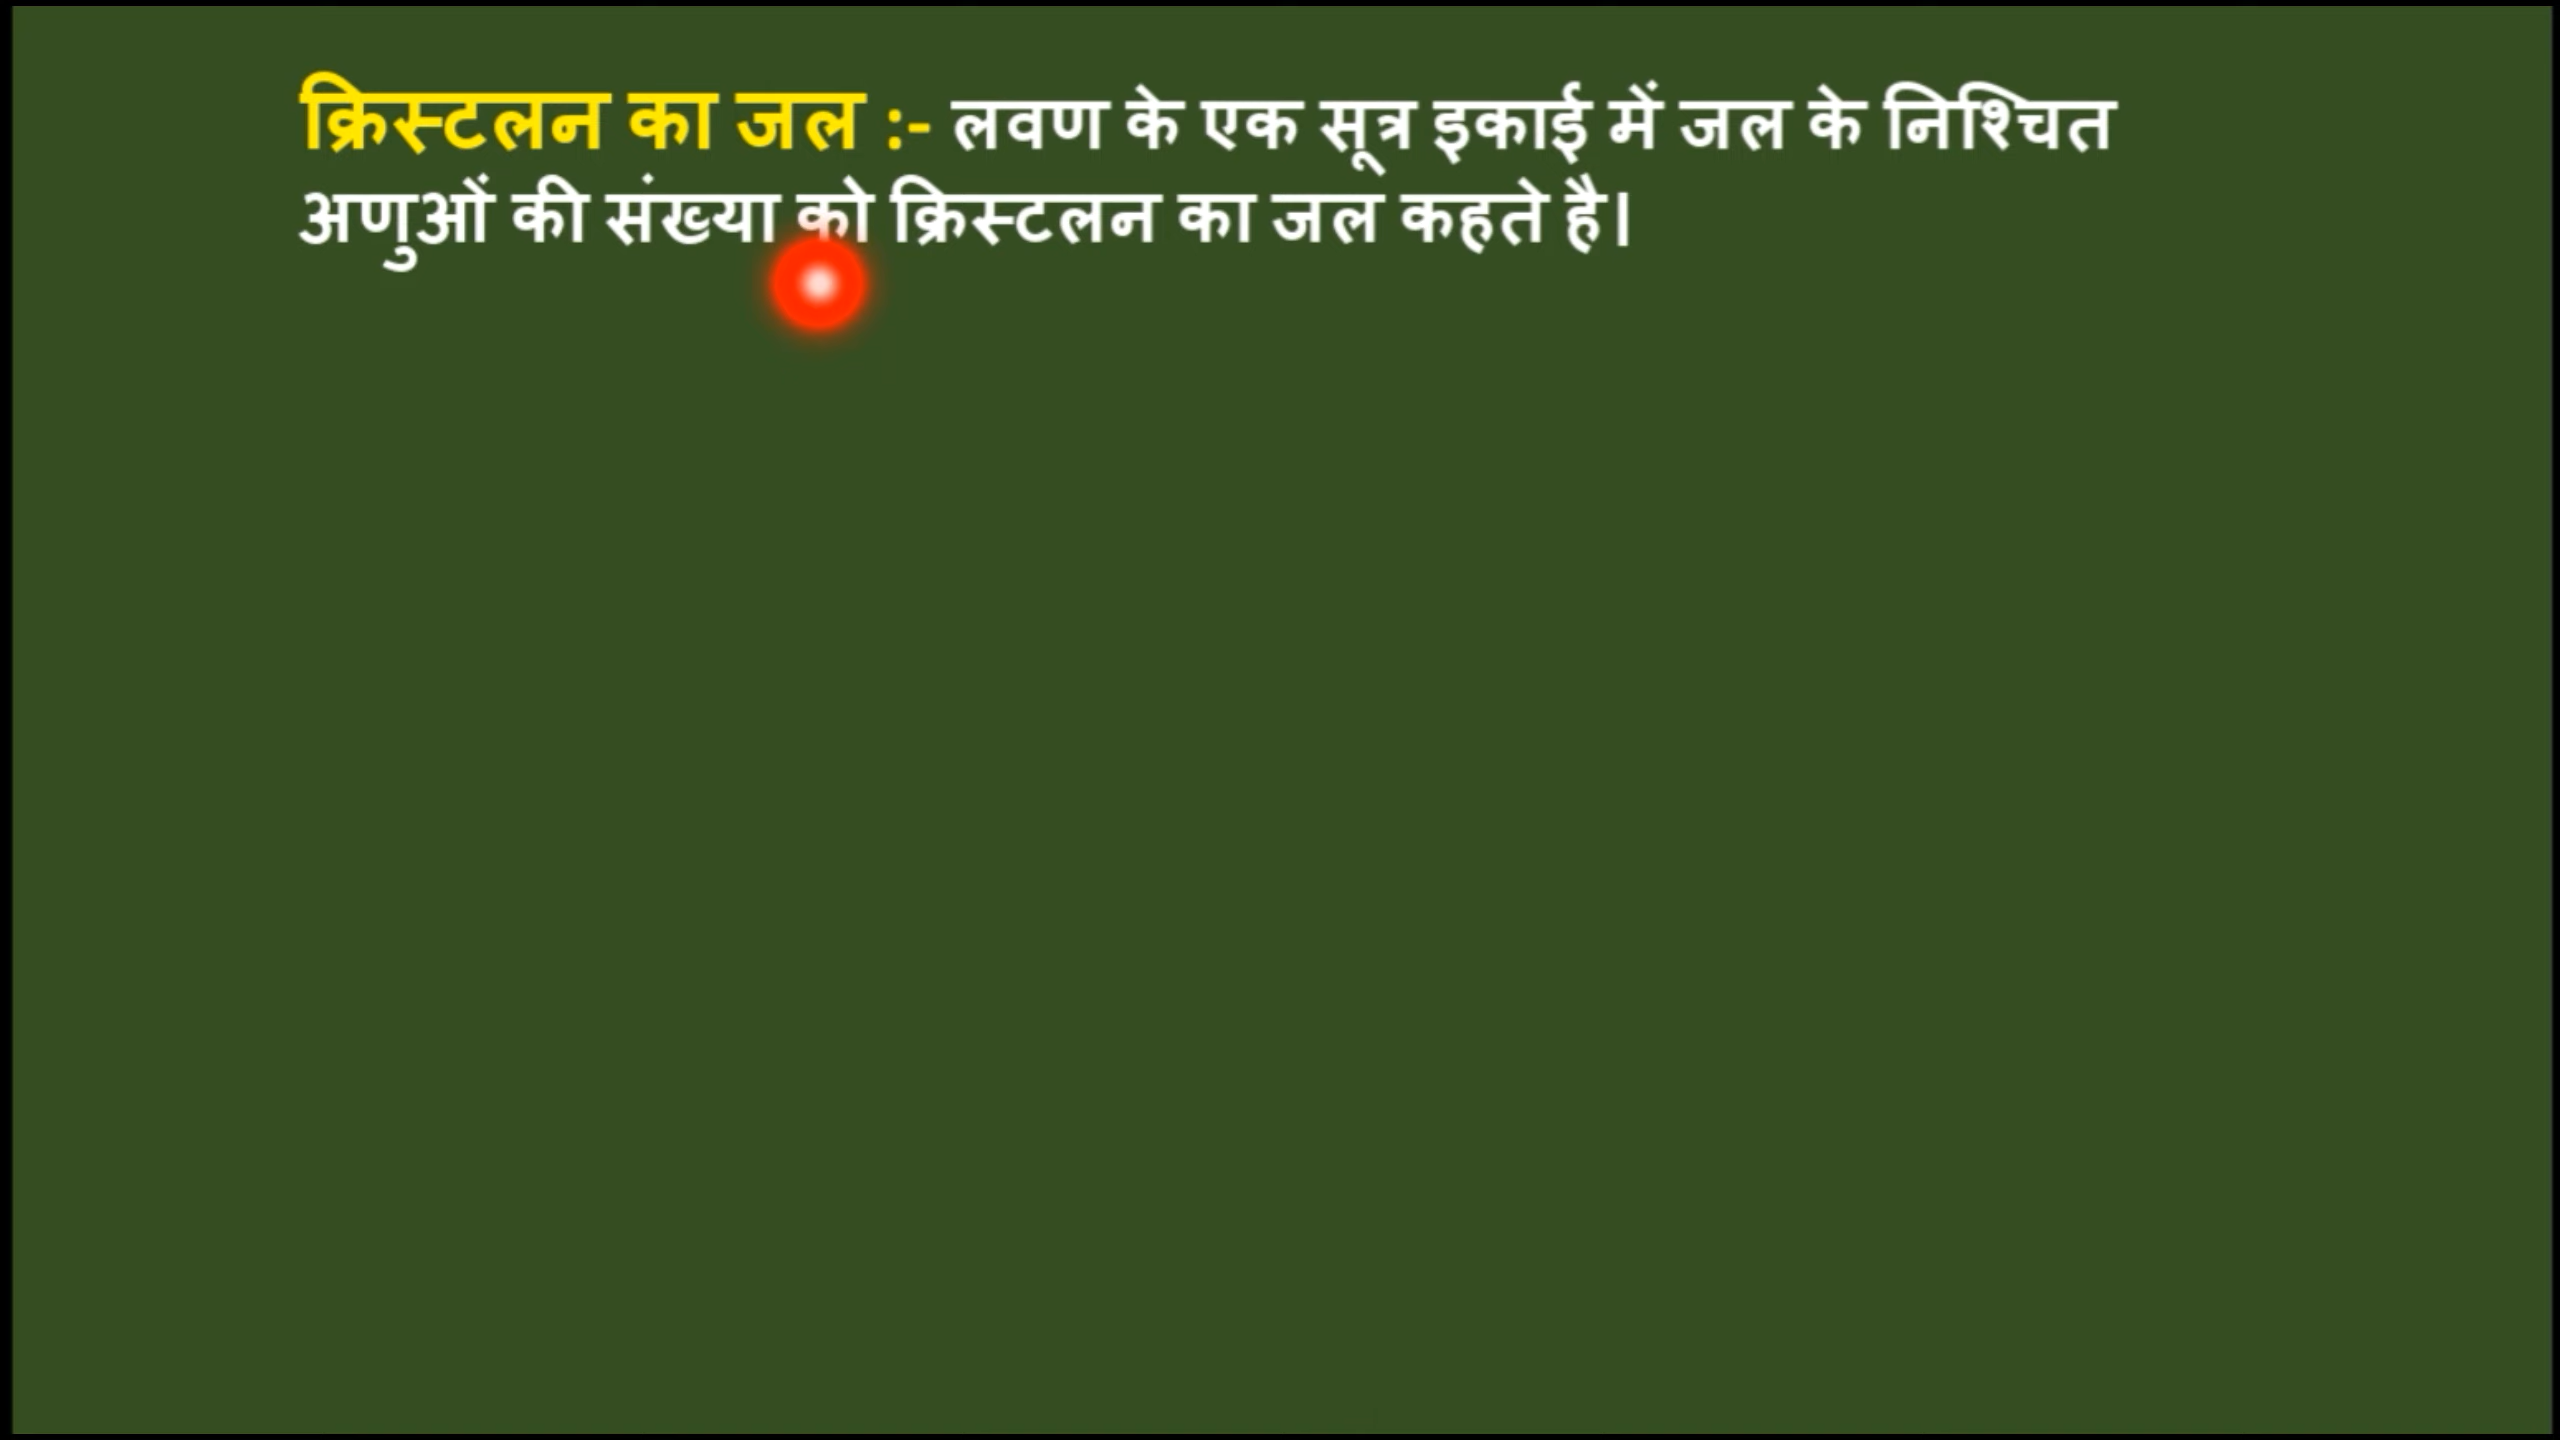 क्रिस्टलन का जल :- लवण के एक सूत्र इकाई में जल के निश्चित
अणुओं की संख्या को क्रिस्टलन का जल कहते है।